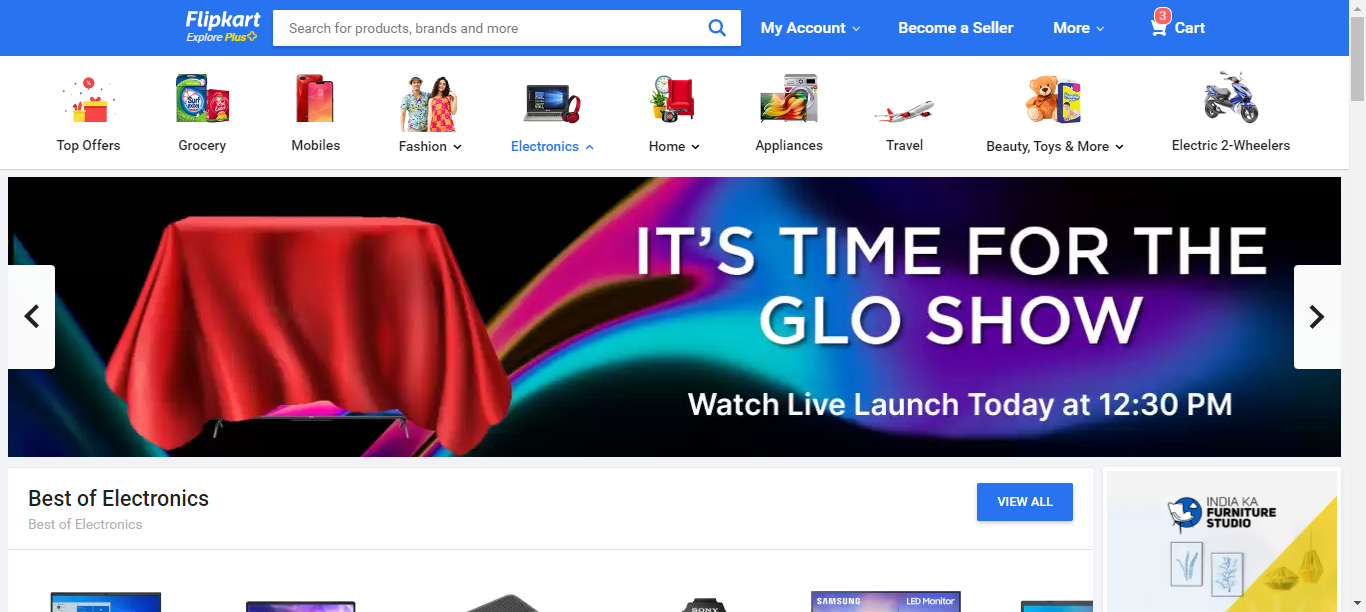 Flipkart
Explore Plus
Search for products, brands and more
My Account
Become a Seller
More
3
Cart
Top Offers
Grocery
Mobiles
Fashion
Electronics
Home
Appliances
Travel
Beauty, Toys & More
Electric 2-Wheelers
IT'S TIME FOR THE
GLO SHOW
Watch Live Launch Today at 12:30 PM
Best of Electronics
Best of Electronics
VIEW ALL
INDIA KA
FURNITURE
STUDIO
SONY
SAMSUNG
LED Monitor